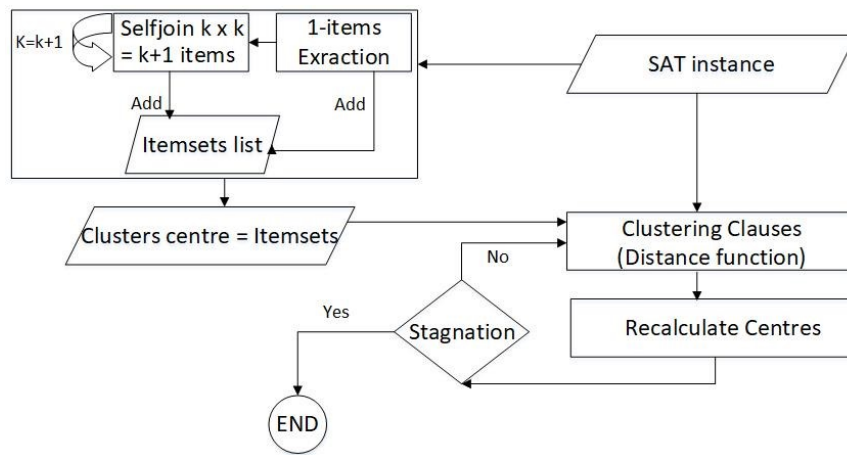 K=k+1
Selfjoin k x k
= k+1 items
1-items
Exraction
SAT instance
Add
Add
Itemsets list
Clusters centre = Itemsets
Clustering Clauses
(Distance function)
No
Yes
Stagnation
Recalculate Centres
END